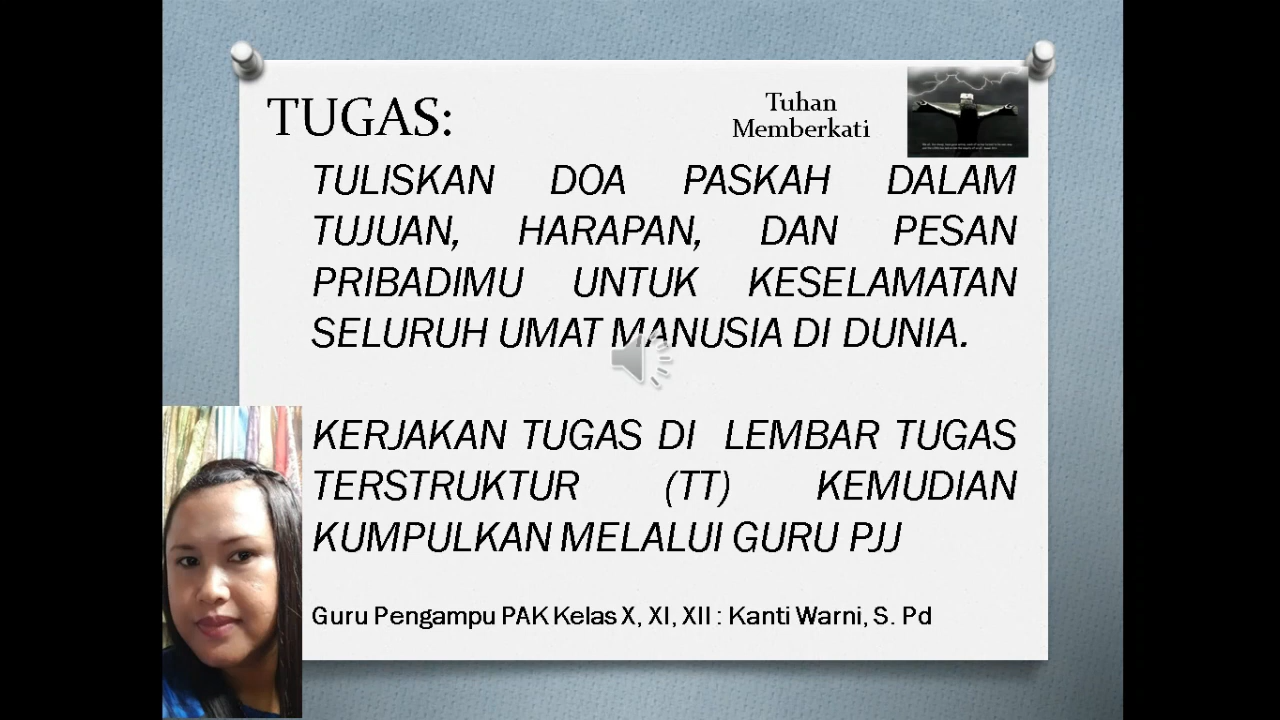 TUGAS:
Tuhan
Memberkati
TULISKAN DOA PASKAH DALAM
TUJUAN, HARAPAN, DAN PESAN
PRIBADIMU UNTUK KESELAMATAN
SELURUH UMAT MANUSIA DI DUNIA.
KERJAKAN TUGAS DI LEMBAR TUGAS
TERSTRUKTUR (TT) KEMUDIAN
KUMPULKAN MELALUI GURU PJJ
Guru Pengampu PAK Kelas X, XI, XII : Kanti Warni, S. Pd